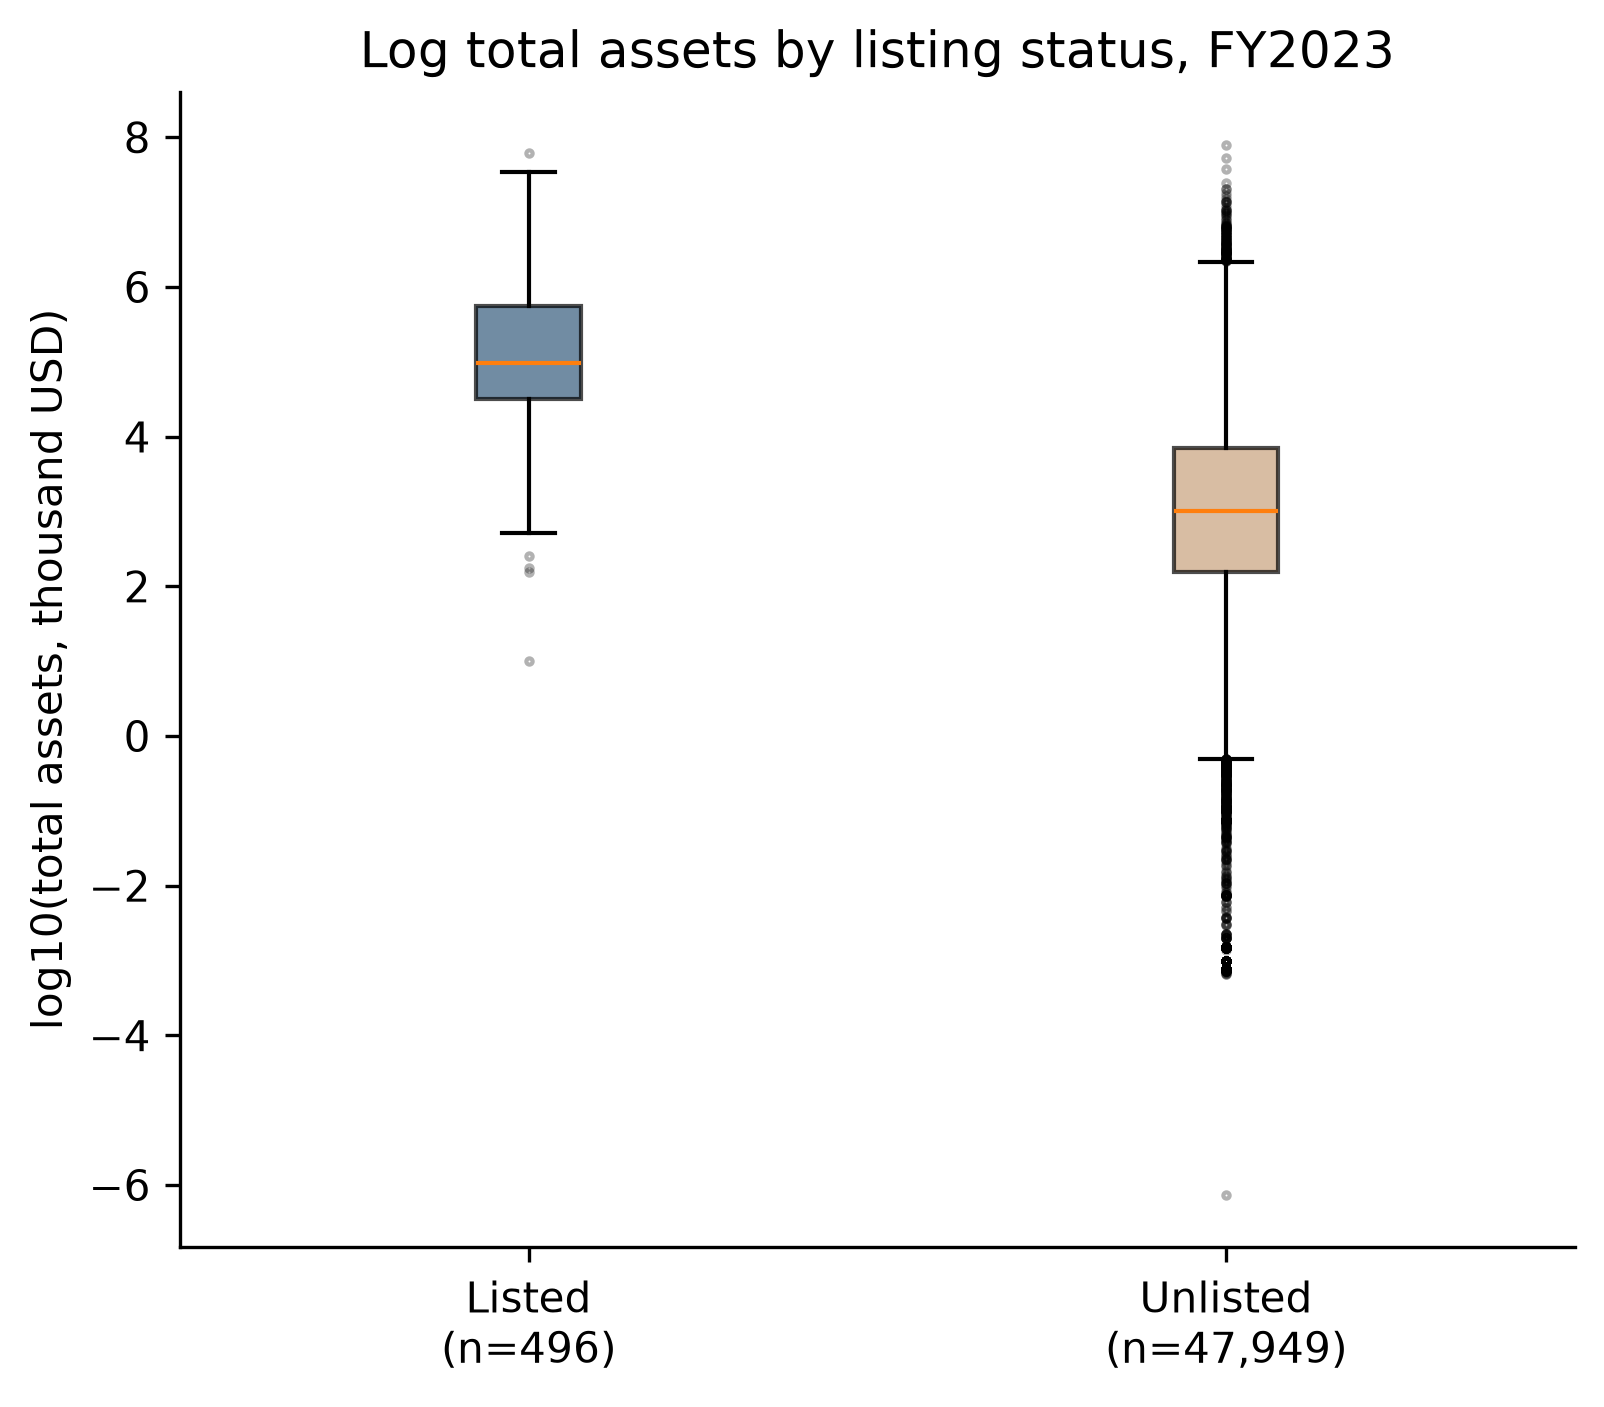 Log total assets by listing status, FY2023
log10(total assets, thousand USD)
8
6
4
2
0
−2
−4
−6
Listed
(n=496)
Unlisted
(n=47,949)